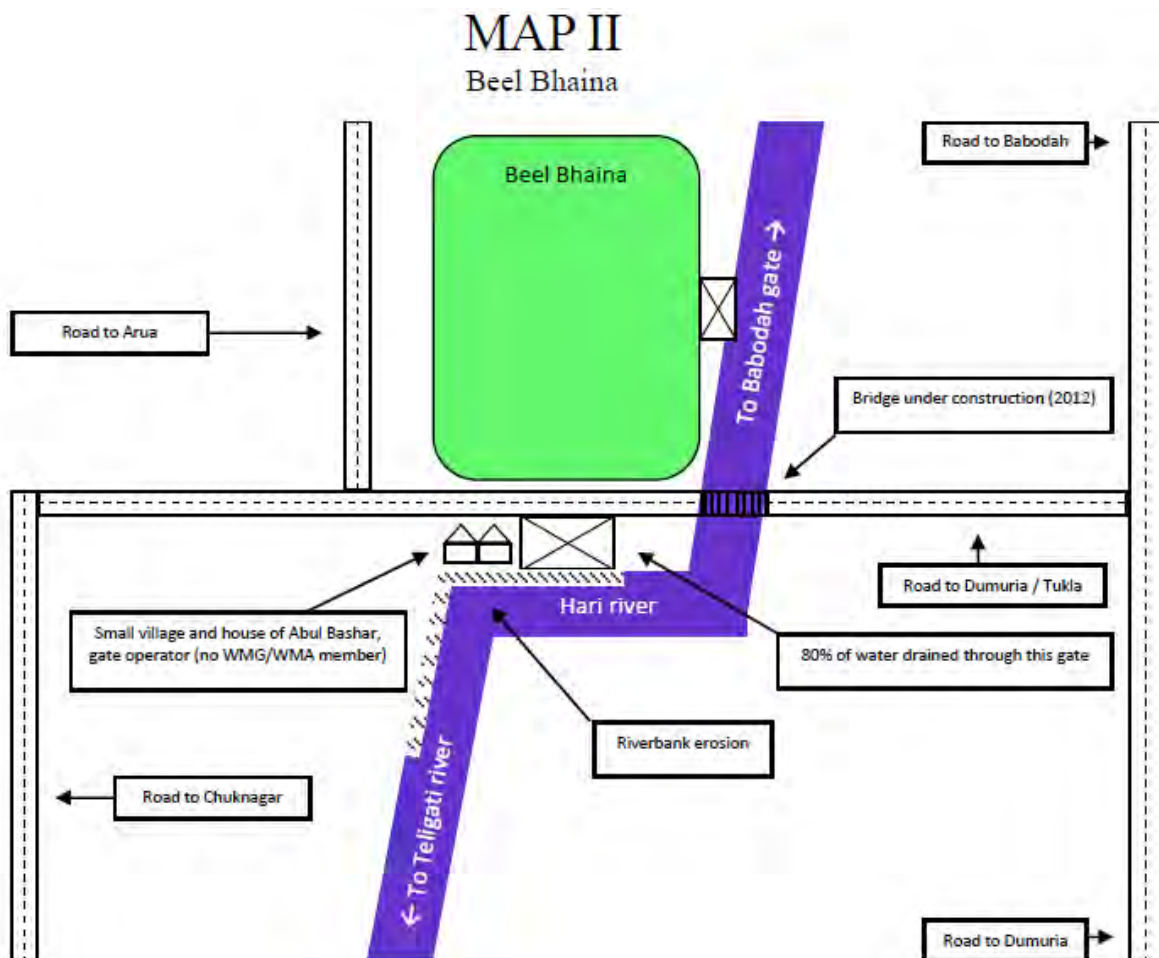 MAP II
Beel Bhaina
Beel Bhaina
Road to Babodah
To Babodah gate →
Road to Arua
Bridge under construction (2012)
Road to Dumuria / Tukla
Hari river
Small village and house of Abul Bashar,
gate operator (no WMG/WMA member)
80% of water drained through this gate
Riverbank erosion
Road to Chuknagar
← To Teligati river
Road to Dumuria